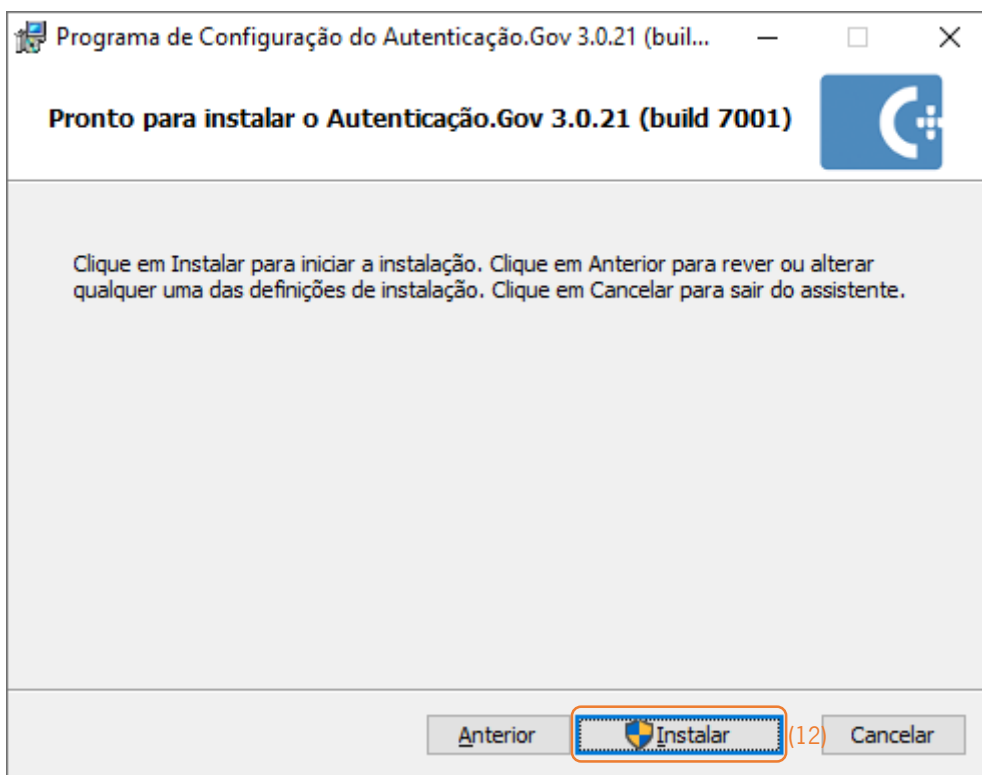 Programa de Configuração do Autenticação.Gov 3.0.21 (buil...
Pronto para instalar o Autenticação.Gov 3.0.21 (build 7001)
Clique em Instalar para iniciar a instalação. Clique em Anterior para rever ou alterar
qualquer uma das definições de instalação. Clique em Cancelar para sair do assistente.
Anterior Instalar (12) Cancelar